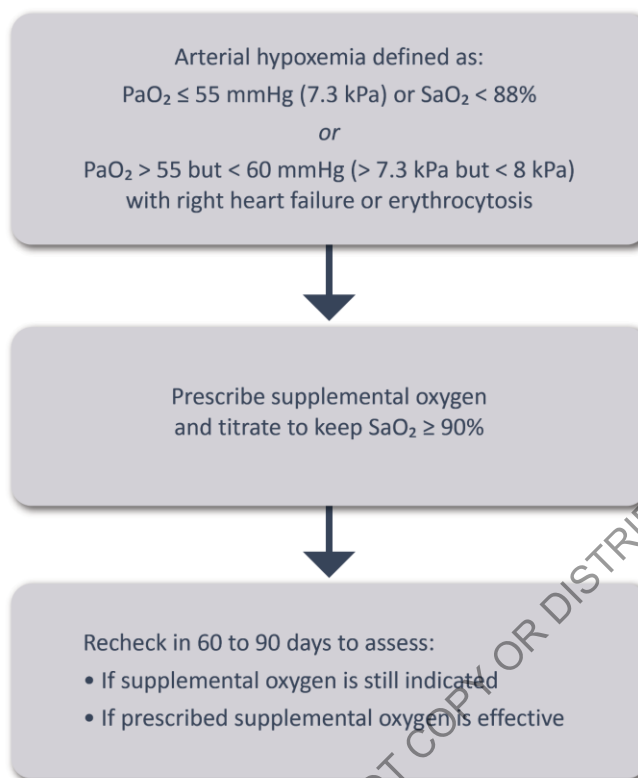 Arterial hypoxemia defined as:
PaO₂ ≤ 55 mmHg (7.3 kPa) or SaO₂ < 88%
or
PaO₂ > 55 but < 60 mmHg (> 7.3 kPa but < 8 kPa)
with right heart failure or erythrocytosis
Prescribe supplemental oxygen
and titrate to keep SaO₂ ≥ 90%
Recheck in 60 to 90 days to assess:
• If supplemental oxygen is still indicated
• If prescribed supplemental oxygen is effective
COPY OR